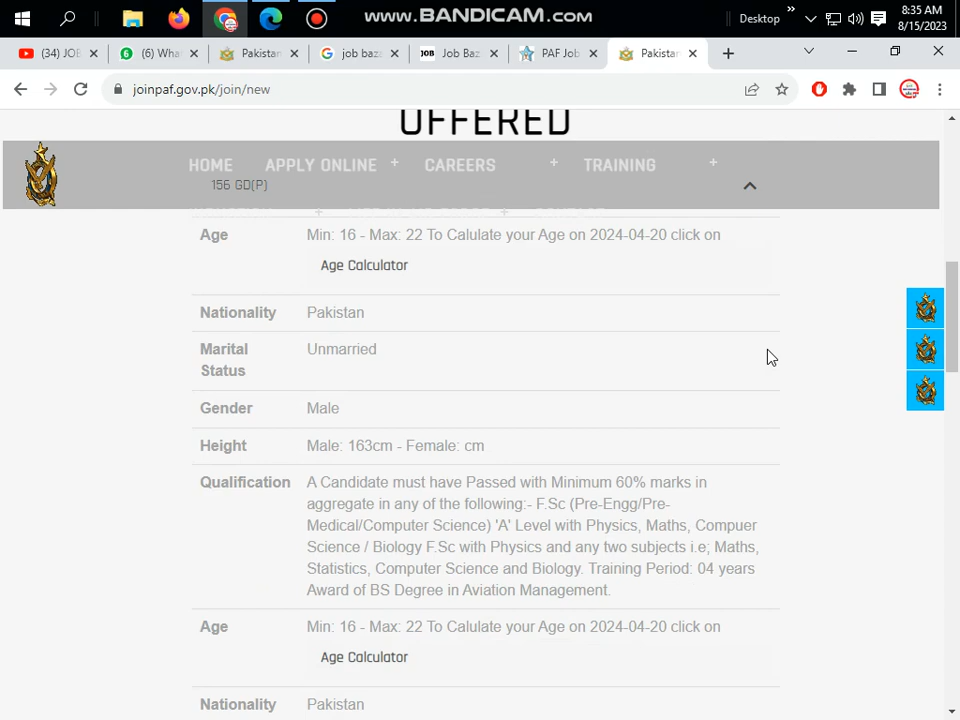 WWW.BANDICAM.COM
Desktop
»
8:35 AM
8/15/2023
(34) JOB
(6) Wha
Pakistan
job baza
JOB Job Baz
PAF Job
Pakistan
joinpaf.gov.pk/join/new
OFFERED
HOME APPLY ONLINE + CAREERS + TRAINING +
156 GD(P)
Age Min: 16 - Max: 22 To Calulate your Age on 2024-04-20 click on
Age Calculator
Nationality Pakistan
Marital Unmarried
Status
Gender Male
Height Male: 163cm - Female: cm
Qualification A Candidate must have Passed with Minimum 60% marks in
aggregate in any of the following:- F.Sc (Pre-Engg/Pre-
Medical/Computer Science) 'A' Level with Physics, Maths, Compuer
Science / Biology F.Sc with Physics and any two subjects i.e; Maths,
Statistics, Computer Science and Biology. Training Period: 04 years
Award of BS Degree in Aviation Management.
Age Min: 16 - Max: 22 To Calulate your Age on 2024-04-20 click on
Age Calculator
Nationality Pakistan